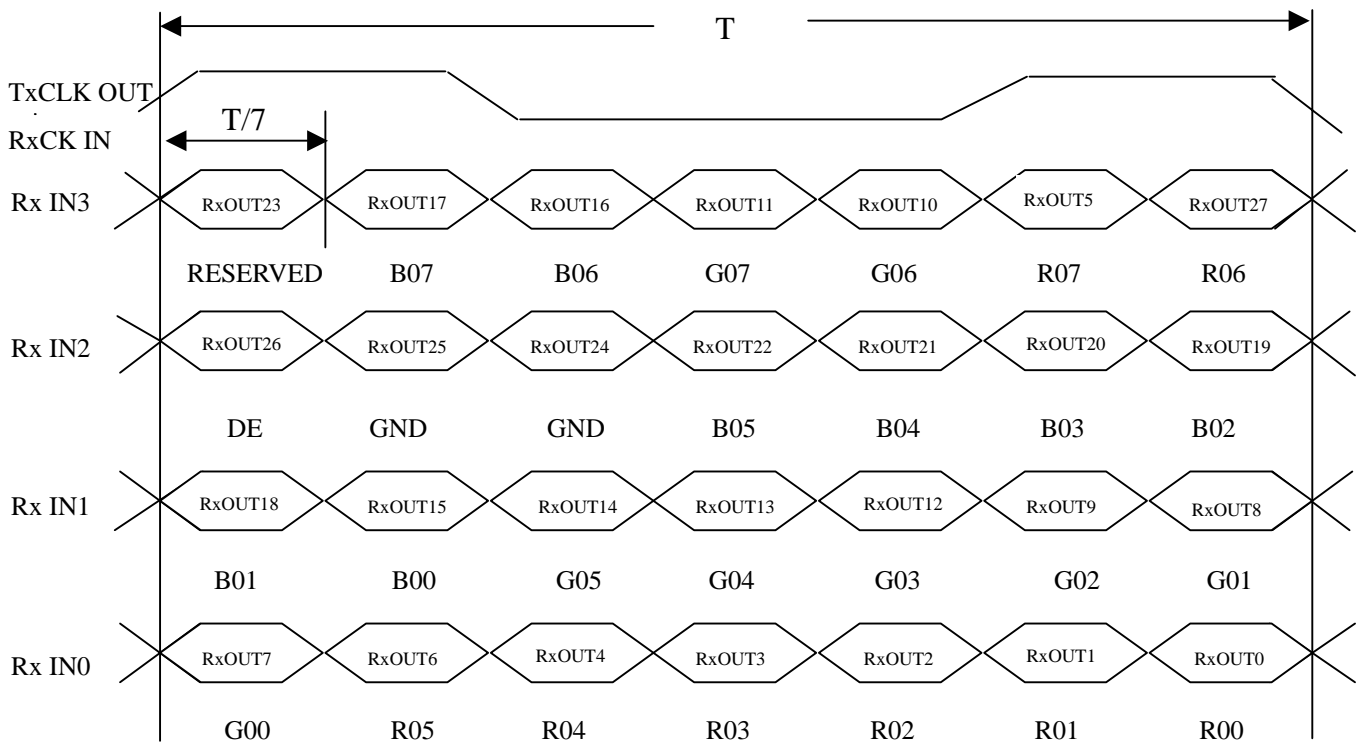 T
TxCLK OUT
T/7
RxCK IN
Rx IN3 RxOUT23 RxOUT17 RxOUT16 RxOUT11 RxOUT10 RxOUT5 RxOUT27
RESERVED B07 B06 G07 G06 R07 R06
Rx IN2 RxOUT26 RxOUT25 RxOUT24 RxOUT22 RxOUT21 RxOUT20 RxOUT19
DE GND GND B05 B04 B03 B02
Rx IN1 RxOUT18 RxOUT15 RxOUT14 RxOUT13 RxOUT12 RxOUT9 RxOUT8
B01 B00 G05 G04 G03 G02 G01
Rx IN0 RxOUT7 RxOUT6 RxOUT4 RxOUT3 RxOUT2 RxOUT1 RxOUT0
G00 R05 R04 R03 R02 R01 R00